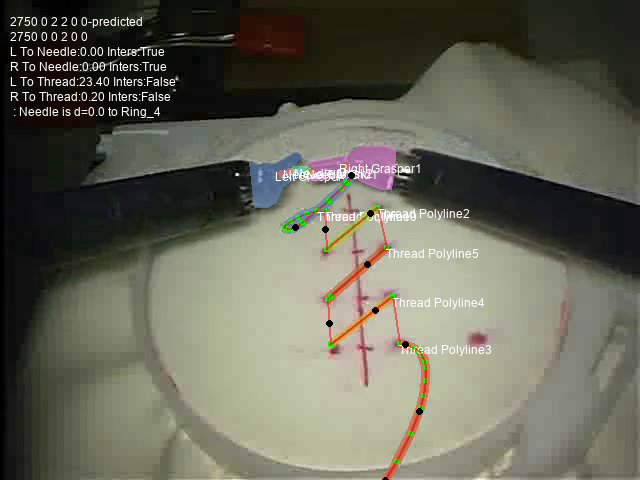 2750 0 2 2 0 0-predicted
2750 0 0 2 0 0
L To Needle:0.00 Inters:True
R To Needle:0.00 Inters:True
L To Thread:23.40 Inters:False
R To Thread:0.20 Inters:False
: Needle is d=0.0 to Ring_4
Right Grasper1
Thread Polyline2
Thread Polyline5
Thread Polyline4
Thread Polyline3